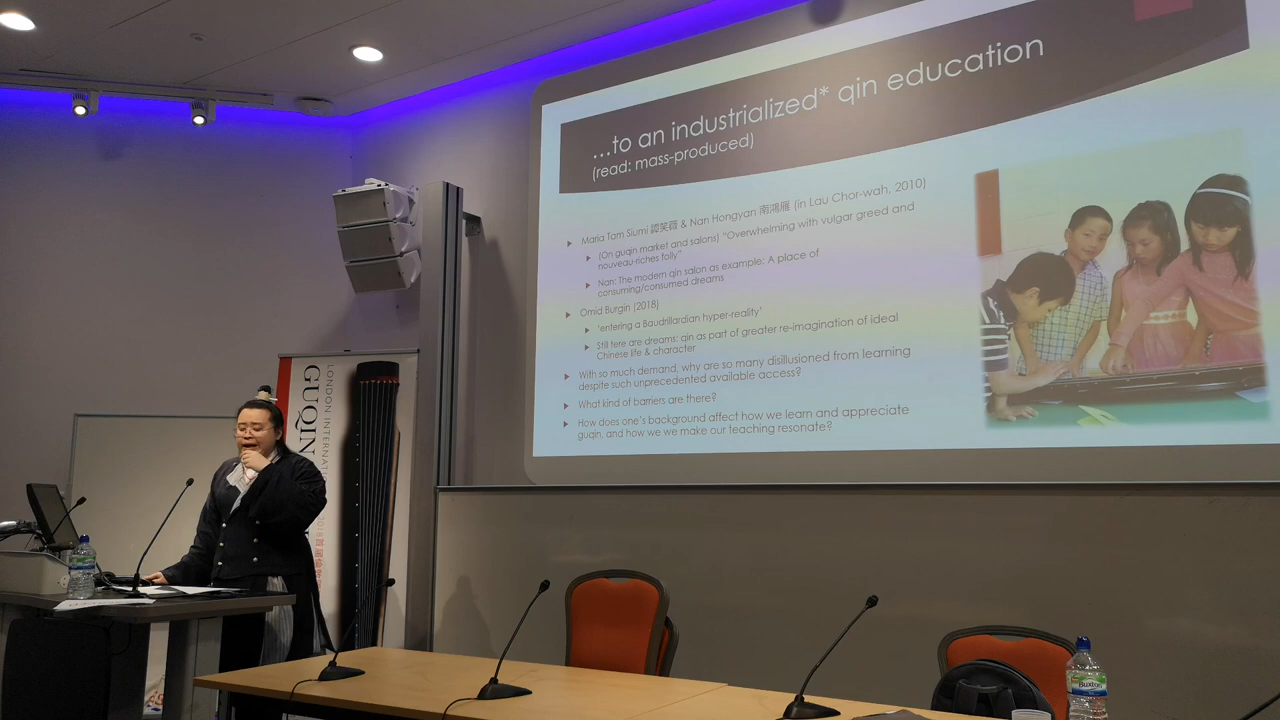 ...to an industrialized* qin education
(read: mass-produced)
Maria Tam Siumi 譚笑薇 & Nan Hongyan 南鴻雁 (in Lau Chor-wah, 2010)
(On guqin market and salons) "Overwhelming with vulgar greed and
nouveau-riches folly"
Nan: The modern qin salon as example: A place of
consuming/consumed dreams
Omid Burgin (2018)
'entering a Baudrillardian hyper-reality'
Still tere are dreams: qin as part of greater re-imagination of ideal
Chinese life & character
With so much demand, why are so many disillusioned from learning
despite such unprecedented available access?
What kind of barriers are there?
How does one's background affect how we learn and appreciate
guqin, and how we we make our teaching resonate?
LONDON INTERNATI
GUQIN
Buxton